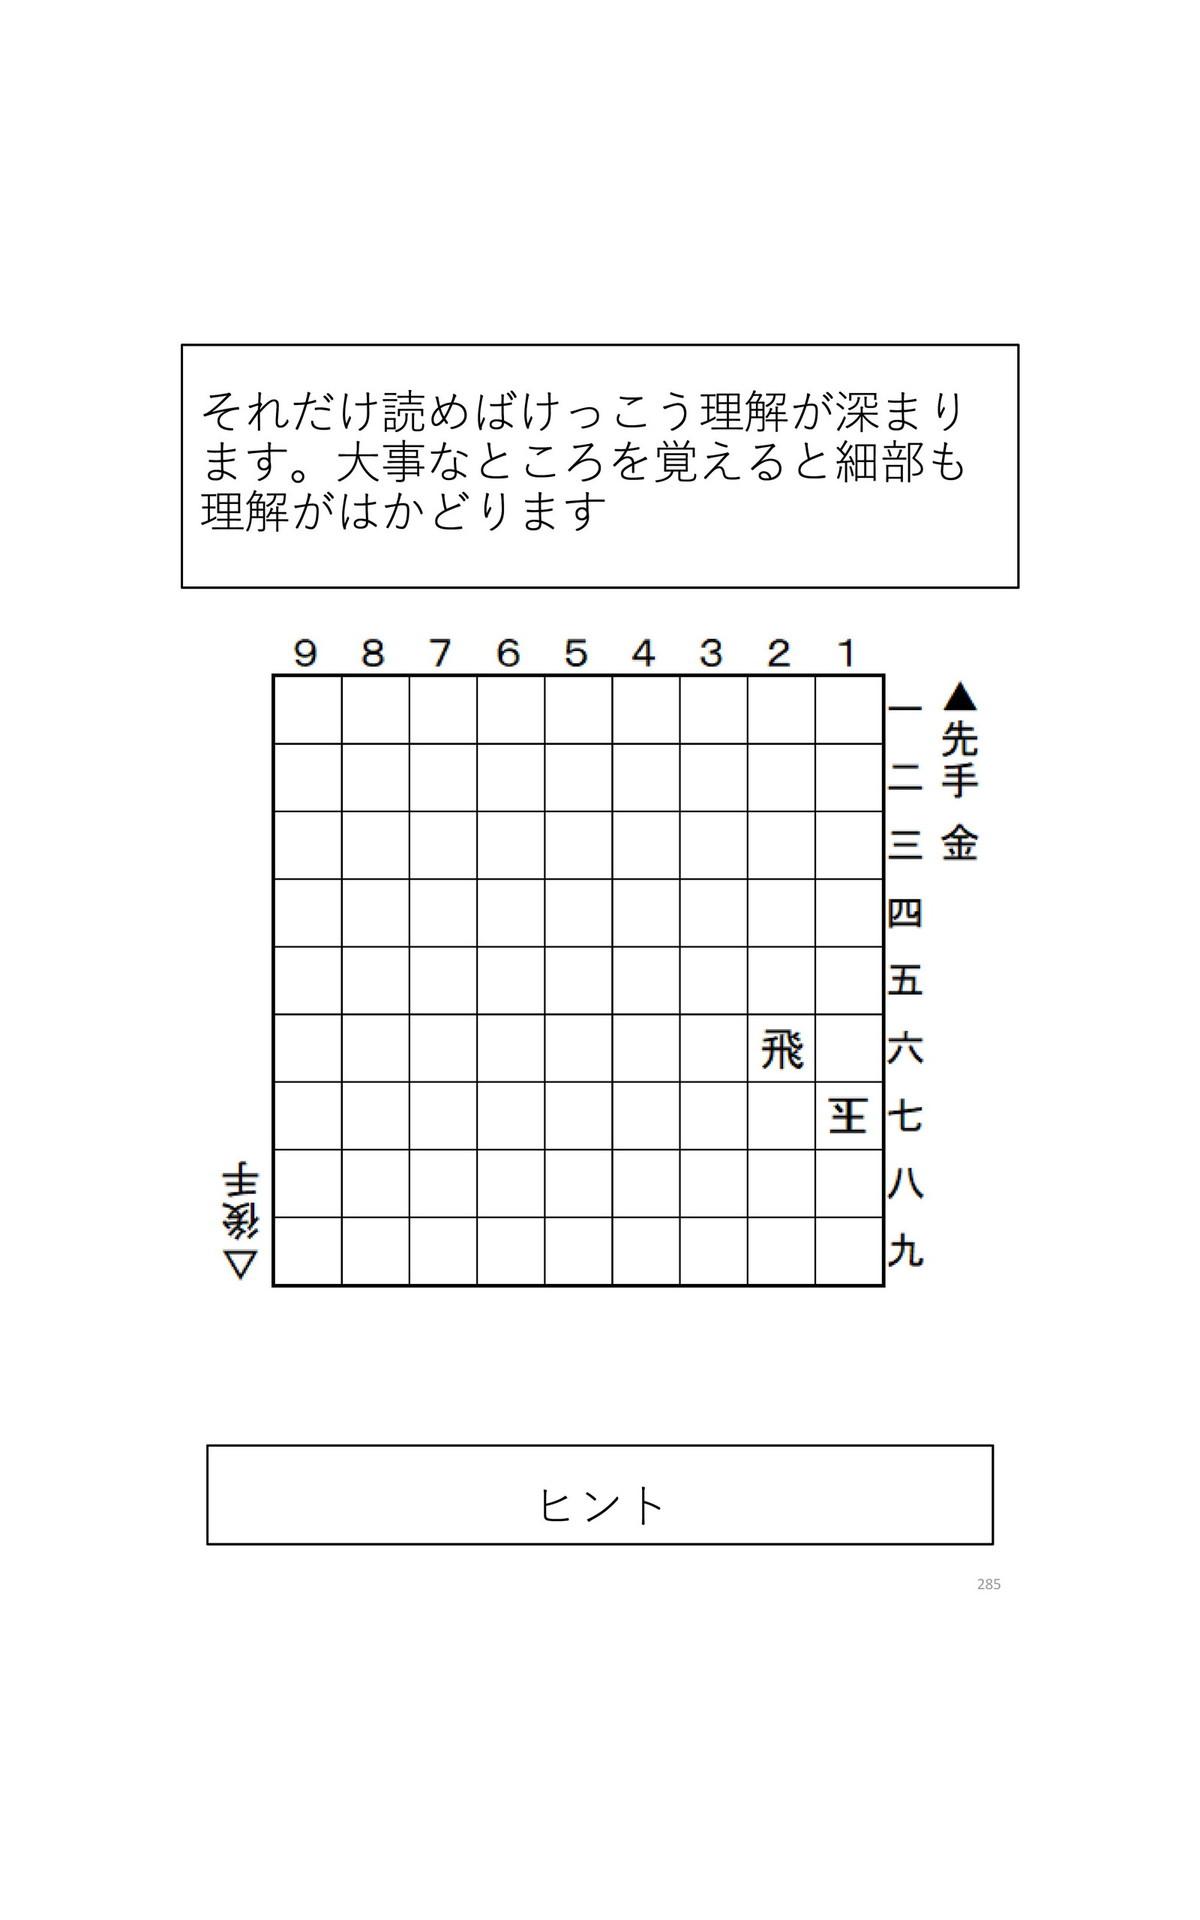 それだけ読めばけっこう理解が深まり
ます。大事なところを覚えると細部も
理解がはかどります
9 8 7 6 5 4 3 2 1
一
二
三
四
五
六
七
八
九
▲先手 金
飛
玉
△後手
ヒント
285